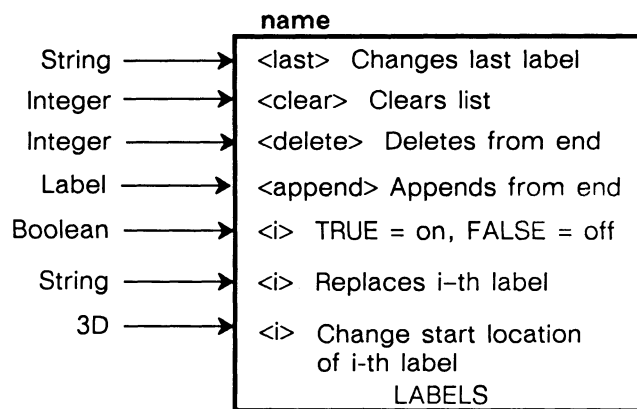 name
String <last> Changes last label
Integer <clear> Clears list
Integer <delete> Deletes from end
Label <append> Appends from end
Boolean <i> TRUE = on, FALSE = off
String <i> Replaces i-th label
3D <i> Change start location
of i-th label
LABELS